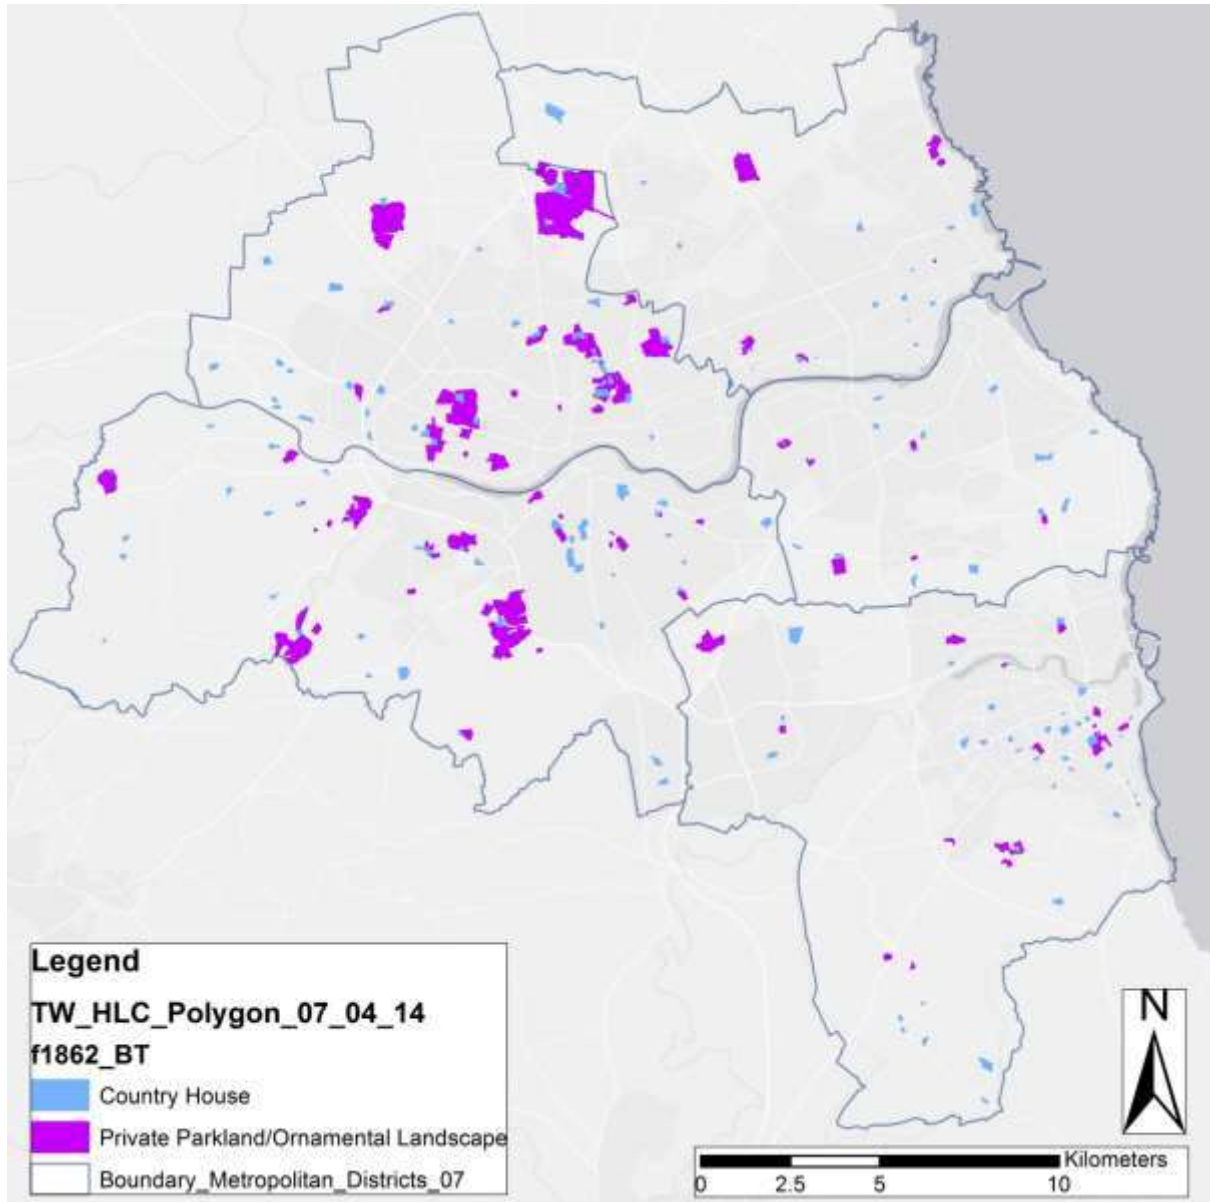 Legend
TW_HLC_Polygon_07_04_14
f1862_BT
Country House
Private Parkland/Ornamental Landscape
Boundary_Metropolitan_Districts_07
N
Kilometers
0 2.5 5 10